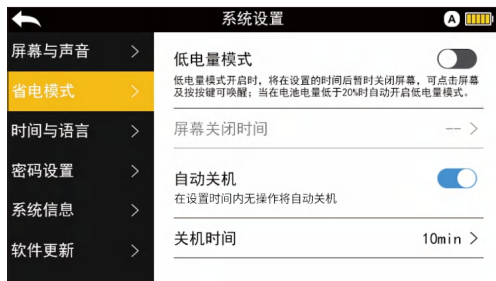 系统设置
A
屏幕与声音
省电模式
时间与语言
密码设置
系统信息
软件更新
低电量模式
低电量模式开启时，将在设置的时间后暂时关闭屏幕，可点击屏幕
及按按键可唤醒；当在电池电量低于20%时自动开启低电量模式。
屏幕关闭时间 --
自动关机
在设置时间内无操作将自动关机
关机时间 10min